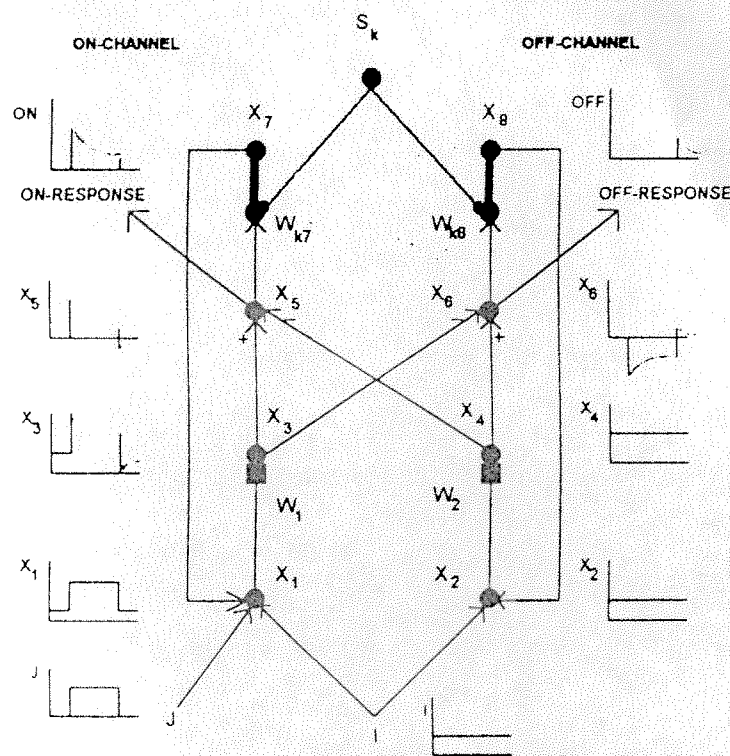 S_k
ON-CHANNEL
OFF-CHANNEL
ON
X_7
X_8
OFF
ON-RESPONSE
W_k7
W_k8
OFF-RESPONSE
X_5
X_5
X_6
X_6
+
+
X_3
X_3
X_4
X_4
W_1
W_2
X_1
X_1
X_2
X_2
J
J
I
I